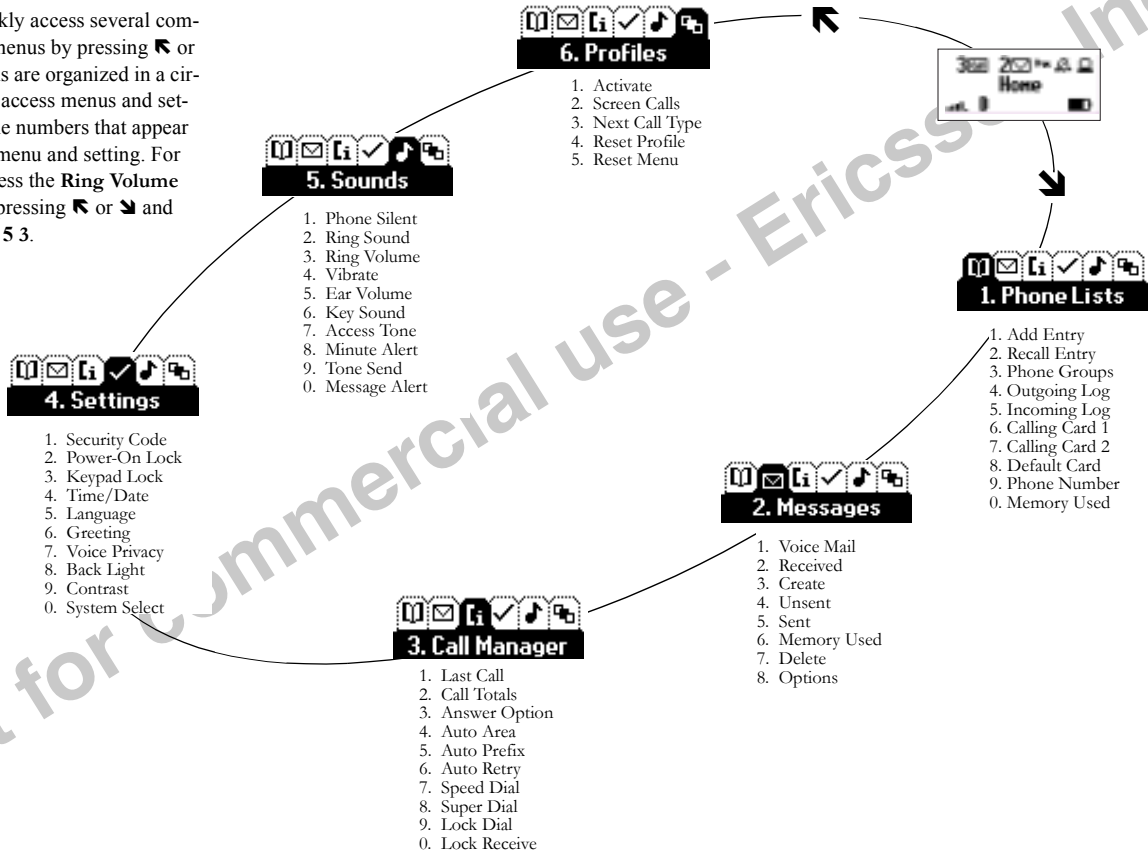 kly access several com-
nenus by pressing ↖ or
s are organized in a cir-
access menus and set-
e numbers that appear
menu and setting. For
ess the Ring Volume
pressing ↖ or ↘ and
5 3.
6. Profiles
1. Activate
2. Screen Calls
3. Next Call Type
4. Reset Profile
5. Reset Menu
Home
5. Sounds
1. Phone Silent
2. Ring Sound
3. Ring Volume
4. Vibrate
5. Ear Volume
6. Key Sound
7. Access Tone
8. Minute Alert
9. Tone Send
0. Message Alert
1. Phone Lists
1. Add Entry
2. Recall Entry
3. Phone Groups
4. Outgoing Log
5. Incoming Log
6. Calling Card 1
7. Calling Card 2
8. Default Card
9. Phone Number
0. Memory Used
4. Settings
1. Security Code
2. Power-On Lock
3. Keypad Lock
4. Time/Date
5. Language
6. Greeting
7. Voice Privacy
8. Back Light
9. Contrast
0. System Select
2. Messages
1. Voice Mail
2. Received
3. Create
4. Unsent
5. Sent
6. Memory Used
7. Delete
8. Options
3. Call Manager
1. Last Call
2. Call Totals
3. Answer Option
4. Auto Area
5. Auto Prefix
6. Auto Retry
7. Speed Dial
8. Super Dial
9. Lock Dial
0. Lock Receive
for commercial use - Ericsson In